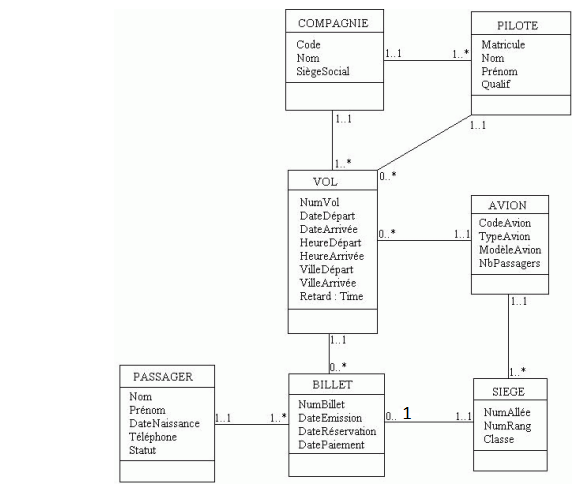 COMPAGNIE
Code
Nom
SiègeSocial
1..1
1..*
PILOTE
Matricule
Nom
Prénom
Qualif
1..1
1..1
1..*
0..*
VOL
NumVol
DateDépart
DateArrivée
HeureDépart
HeureArrivée
VilleDépart
VilleArrivée
Retard : Time
0..*
1..1
AVION
CodeAvion
TypeAvion
ModèleAvion
NbPassagers
1..1
1..*
1..1
0..*
PASSAGER
Nom
Prénom
DateNaissance
Téléphone
Statut
1..1
1..*
BILLET
NumBillet
DateEmission
DateRéservation
DatePaiement
0.. 1
1..1
SIEGE
NumAllée
NumRang
Classe